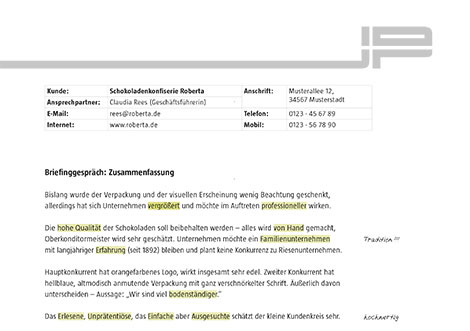 JP
Kunde: Schokoladenkonfiserie Roberta Anschrift: Musterallee 12,
Ansprechpartner: Claudia Rees (Geschäftsführerin) 34567 Musterstadt
E-Mail: rees@roberta.de Telefon: 0123 - 45 67 89
Internet: www.roberta.de Mobil: 0123 - 56 78 90
Briefinggespräch: Zusammenfassung
Bislang wurde der Verpackung und der visuellen Erscheinung wenig Beachtung geschenkt,
allerdings hat sich Unternehmen vergrößert und möchte im Auftreten professioneller wirken.
Die hohe Qualität der Schokoladen soll beibehalten werden – alles wird von Hand gemacht,
Oberkonditormeister wird sehr geschätzt. Unternehmen möchte ein Familienunternehmen
Tradition!!!
mit langjähriger Erfahrung (seit 1892) bleiben und plant keine Konkurrenz zu Riesenunternehmen.
Hauptkonkurrent hat orangefarbenes Logo, wirkt insgesamt sehr edel. Zweiter Konkurrent hat
hellblaue, altmodisch anmutende Verpackung mit ganz verschnörkelter Schrift. Äußerlich davon
unterscheiden – Aussage: „Wir sind viel bodenständiger."
Das Erlesene, Unprätentiöse, das Einfache aber Ausgesuchte schätzt der kleine Kundenkreis sehr. hochwertig